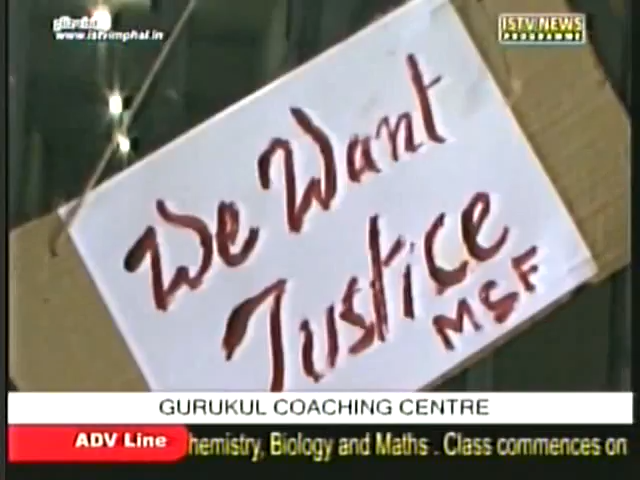 www.istvimphal.in
ISTV NEWS
PROGRAMME
We Want
Justice
MSF
GURUKUL COACHING CENTRE
ADV Line
hemistry, Biology and Maths . Class commences on